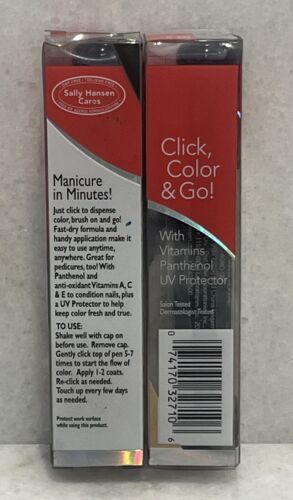 Sally Hansen
Cares
Manicure
in Minutes!
Just click to dispense
color, brush on and go!
Fast-dry formula and
handy application make it
easy to use anytime,
anywhere. Great for
pedicures, too! With
Panthenol and
anti-oxidant Vitamins A, C
& E to condition nails, plus
a UV Protector to help
keep color fresh and true.
TO USE:
Shake well with cap on
before use. Remove cap.
Gently click top of pen 5-7
times to start the flow of
color. Apply 1-2 coats.
Re-click as needed.
Touch up every few days
as needed.
Protect work surface
while using this product.
Click,
Color
& Go!
With
Vitamins
Panthenol
UV Protector
Salon Tested
Dermatologist Tested
0 74170 32710 6